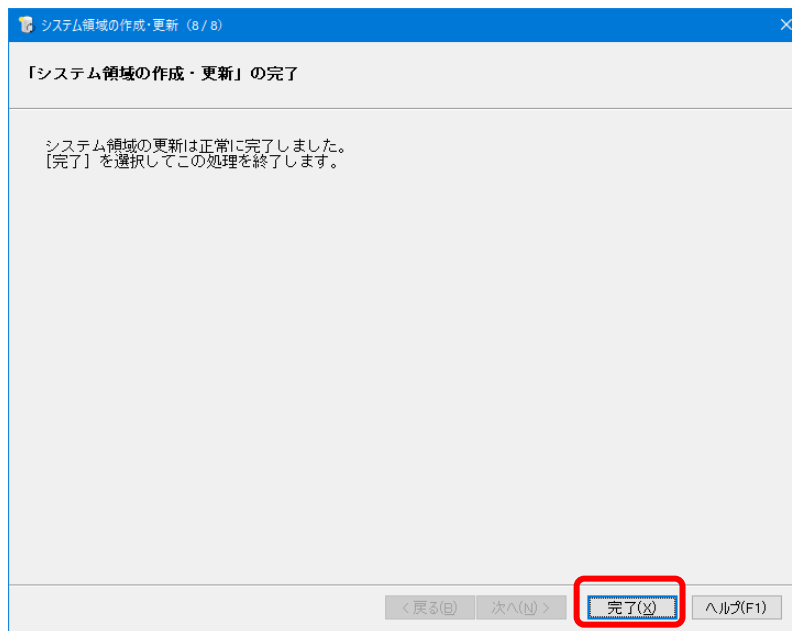 システム領域の作成・更新 (8/8)
「システム領域の作成・更新」の完了
システム領域の更新は正常に完了しました。
[完了] を選択してこの処理を終了します。
<戻る(B) 次へ(N)> 完了(X) ヘルプ(F1)